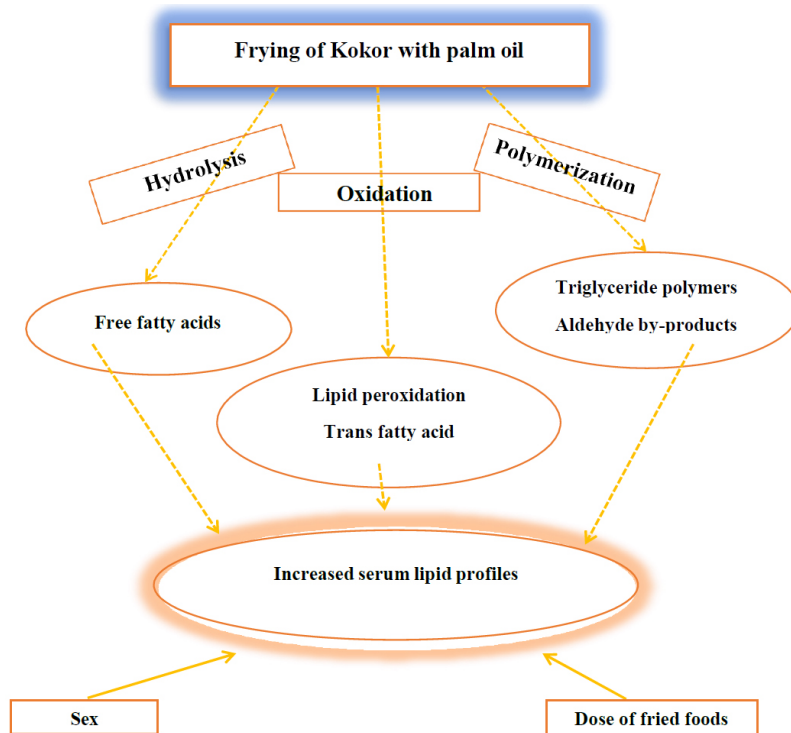 Frying of Kokor with palm oil
Hydrolysis
Oxidation
Polymerization
Free fatty acids
Triglyceride polymers
Aldehyde by-products
Lipid peroxidation
Trans fatty acid
Increased serum lipid profiles
Sex
Dose of fried foods